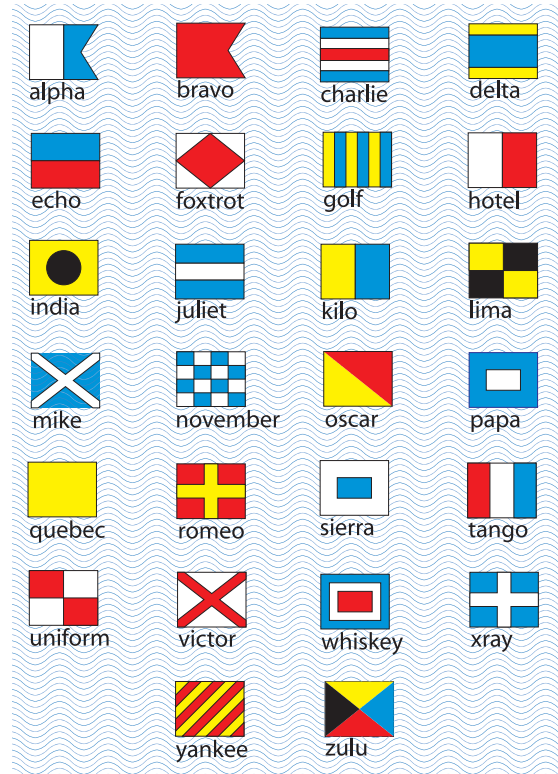 alpha bravo charlie delta
echo foxtrot golf hotel
india juliet kilo lima
mike november oscar papa
quebec romeo sierra tango
uniform victor whiskey xray
yankee zulu